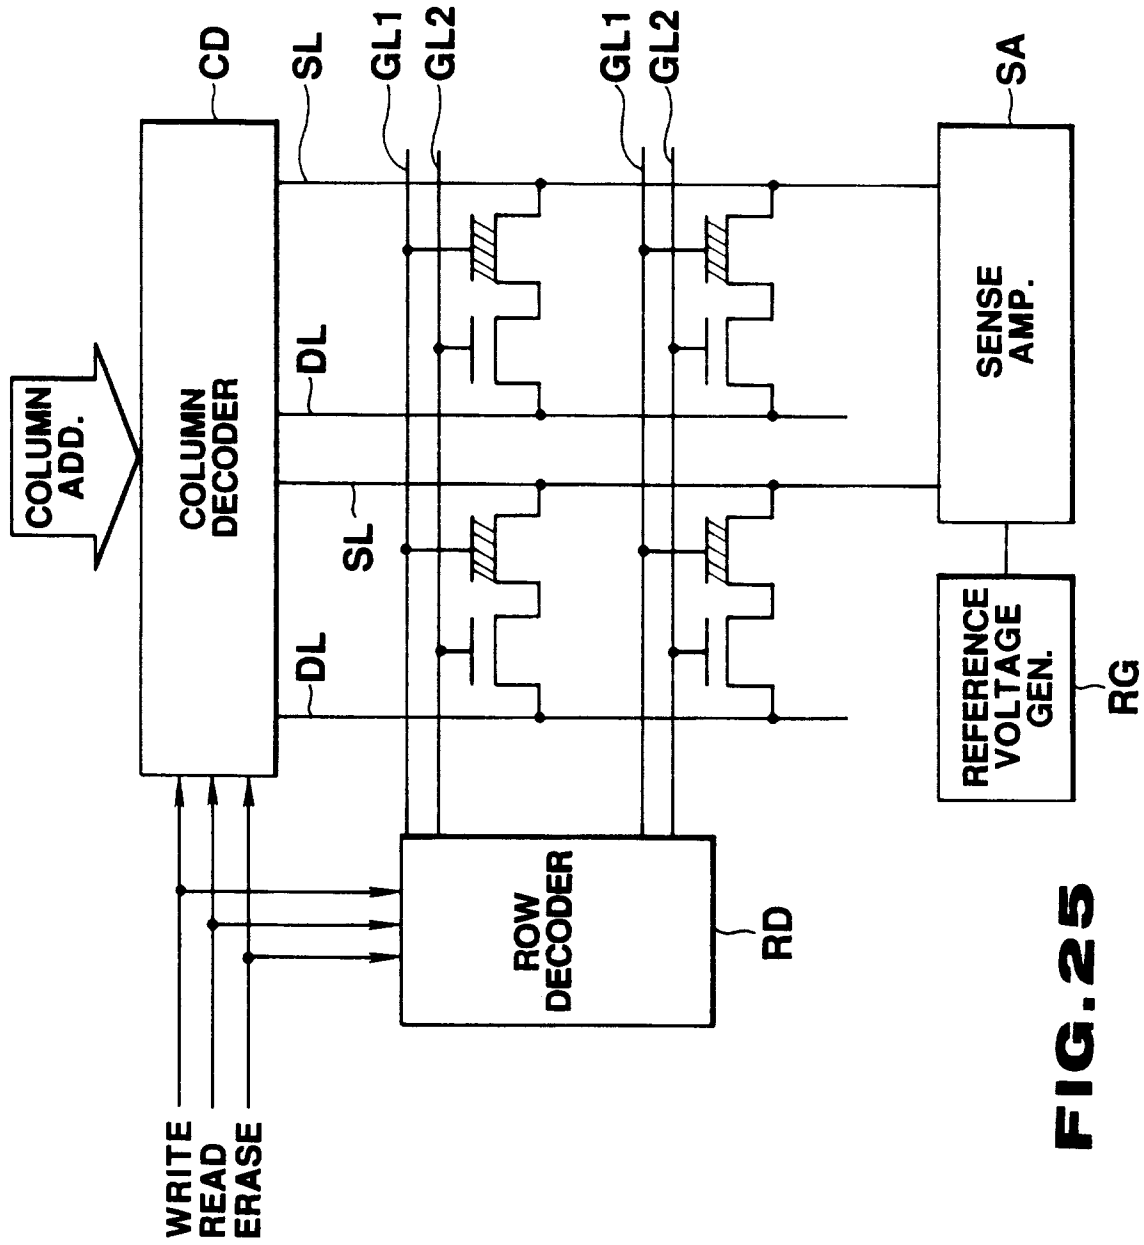 COLUMN
ADD.
CD
SL
GL1
GL2
GL1
GL2
SA
COLUMN
DECODER
DL
SL
DL
WRITE
READ
ERASE
ROW
DECODER
RD
SENSE
AMP.
REFERENCE
VOLTAGE
GEN.
RG
FIG.25